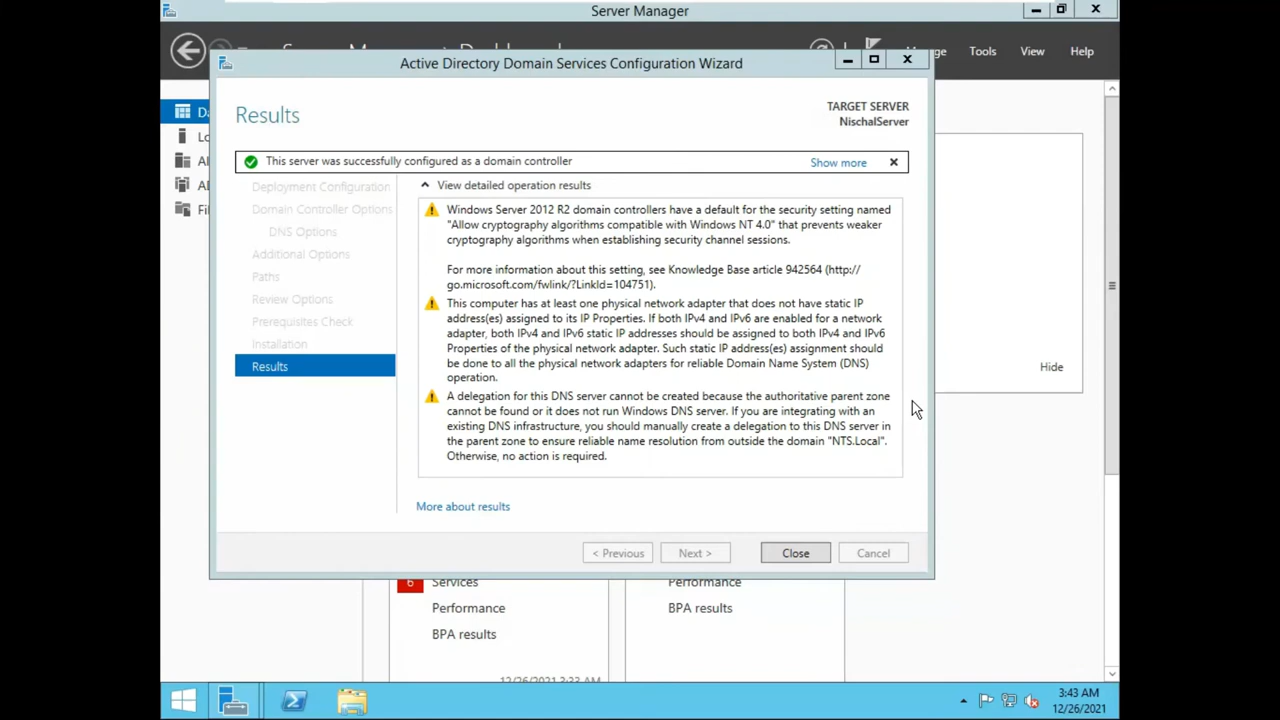 Server Manager
Manage Tools View Help
Active Directory Domain Services Configuration Wizard
Results
TARGET SERVER
NischalServer
This server was successfully configured as a domain controller
Show more
Deployment Configuration
Domain Controller Options
DNS Options
Additional Options
Paths
Review Options
Prerequisites Check
Installation
Results
View detailed operation results
Windows Server 2012 R2 domain controllers have a default for the security setting named
"Allow cryptography algorithms compatible with Windows NT 4.0" that prevents weaker
cryptography algorithms when establishing security channel sessions.
For more information about this setting, see Knowledge Base article 942564 (http://
go.microsoft.com/fwlink/?LinkId=104751).
This computer has at least one physical network adapter that does not have static IP
address(es) assigned to its IP Properties. If both IPv4 and IPv6 are enabled for a network
adapter, both IPv4 and IPv6 static IP addresses should be assigned to both IPv4 and IPv6
Properties of the physical network adapter. Such static IP address(es) assignment should
be done to all the physical network adapters for reliable Domain Name System (DNS)
operation.
A delegation for this DNS server cannot be created because the authoritative parent zone
cannot be found or it does not run Windows DNS server. If you are integrating with an
existing DNS infrastructure, you should manually create a delegation to this DNS server in
the parent zone to ensure reliable name resolution from outside the domain "NTS.Local".
Otherwise, no action is required.
More about results
< Previous
Next >
Close
Cancel
Hide
6 Services
Performance
BPA results
12/26/2021 3:33 AM
Performance
BPA results
3:43 AM
12/26/2021